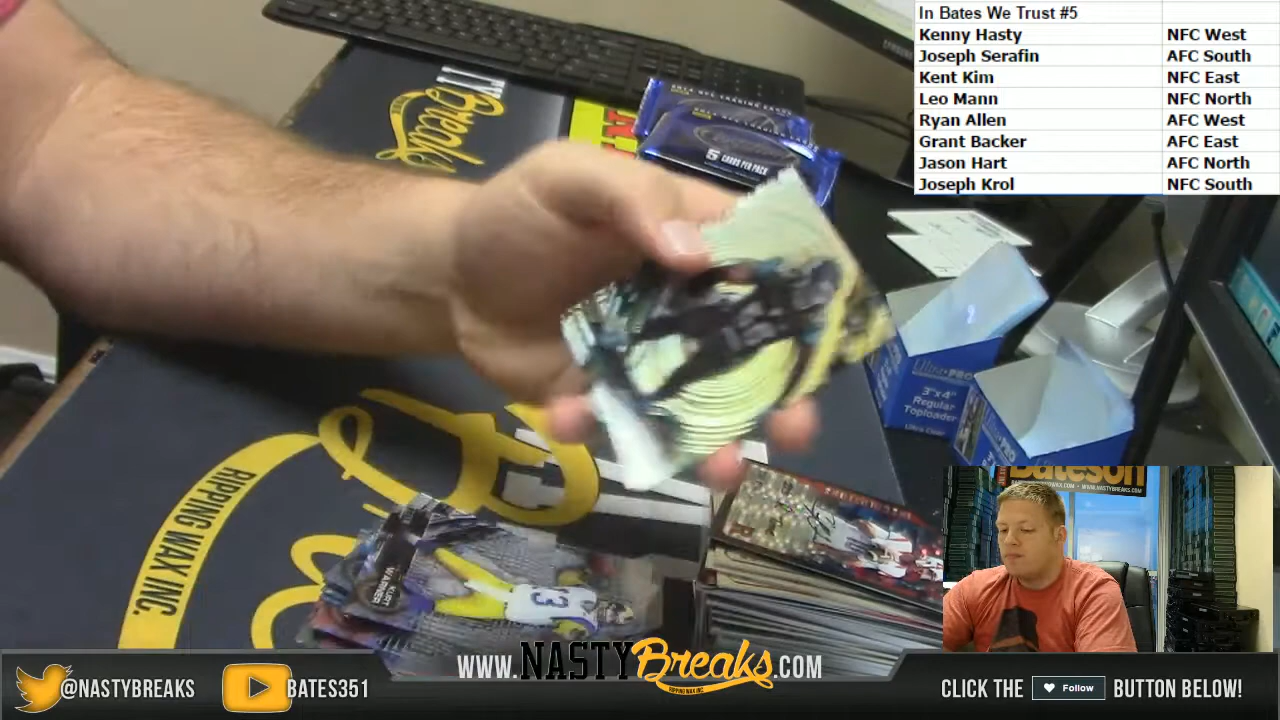 In Bates We Trust #5
Kenny Hasty NFC West
Joseph Serafin AFC South
Kent Kim NFC East
Leo Mann NFC North
Ryan Allen AFC West
Grant Backer AFC East
Jason Hart AFC North
Joseph Krol NFC South
5 CARDS PER PACK
3"x4"
Regular
Toploader
RIPPING WAX INC.
KURT
WARNER
13
WWW.NASTYBreaks.COM
RIPPING WAX INC
@NASTYBREAKS
BATES351
CLICK THE Follow BUTTON BELOW!